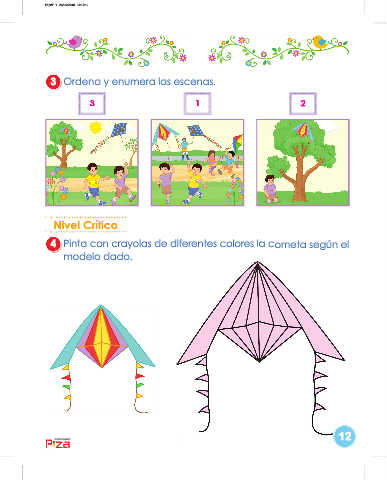 3 Ordena y enumera las escenas.
3 1 2
Nivel Crítico
4 Pinta con crayolas de diferentes colores la cometa según el
modelo dado.
12